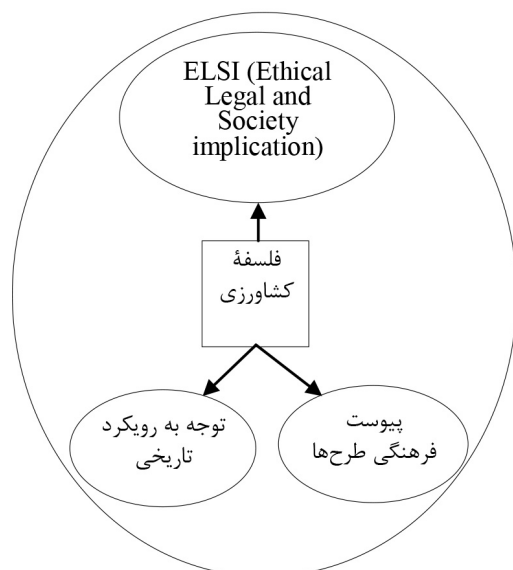 ELSI (Ethical
Legal and
Society
implication)
فلسفهٔ
کشاورزی
پیوست
فرهنگی طرح‌ها
توجه به رویکرد
تاریخی